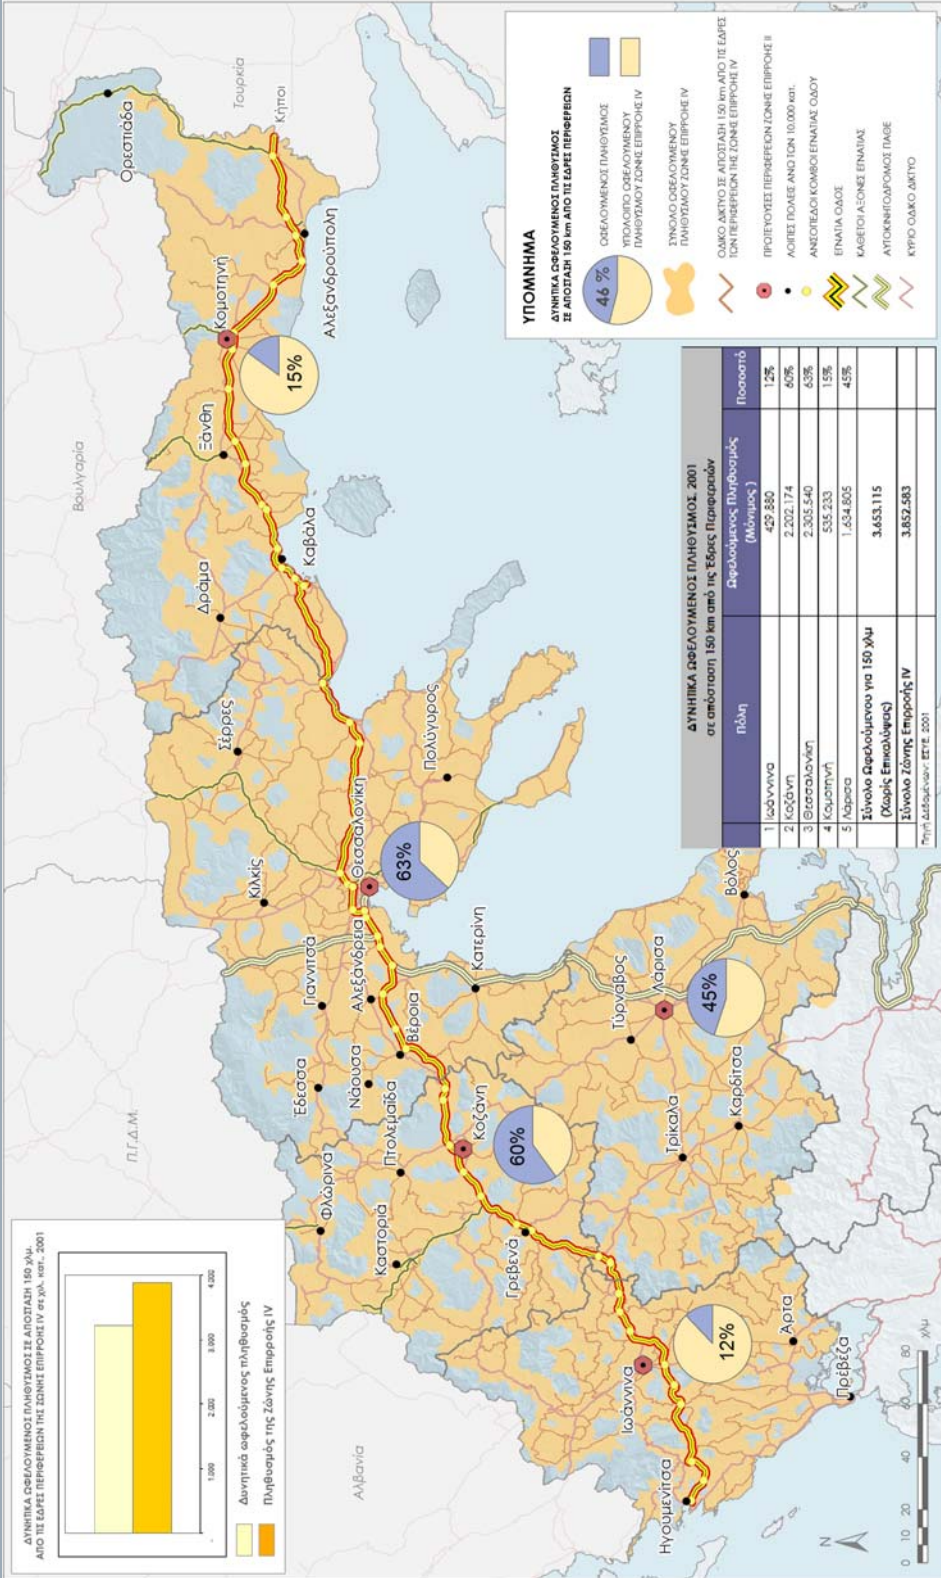 ΔΥΝΗΤΙΚΑ ΩΦΕΛΟΥΜΕΝΟΣ ΠΛΗΘΥΣΜΟΣ ΣΕ ΑΠΟΣΤΑΣΗ 150 χλμ.
ΑΠΟ ΤΙΣ ΕΔΡΕΣ ΠΕΡΙΦΕΡΕΙΩΝ ΤΗΣ ΖΩΝΗΣ ΕΠΙΡΡΟΗΣ IV σε χιλ. κατ., 2001
- 1.000 2.000 3.000 4.000
Δυνητικά ωφελούμενος πληθυσμός
Πληθυσμός της Ζώνης Επιρροής IV
Π.Γ.Δ.Μ.
Βουλγαρία
Τουρκία
Αλβανία
Ορεστιάδα
Κήποι
Κομοτηνή
Αλεξανδρούπολη
15%
Ξάνθη
Δράμα
Καβάλα
Σέρρες
Πολύγυρος
Κιλκίς
Θεσσαλονίκη
63%
Γιαννιτσά
Αλεξάνδρεια
Κατερίνη
Έδεσσα
Νάουσα
Βέροια
Φλώρινα
Πτολεμαΐδα
Κοζάνη
60%
Καστοριά
Γρεβενά
Τύρναβος
Λάρισα
45%
Βόλος
Τρίκαλα
Καρδίτσα
Ιωάννινα
12%
Ηγουμενίτσα
Άρτα
Πρέβεζα
N
0 10 20 40 60 80 χλμ
ΥΠΟΜΝΗΜΑ
ΔΥΝΗΤΙΚΑ ΩΦΕΛΟΥΜΕΝΟΣ ΠΛΗΘΥΣΜΟΣ
ΣΕ ΑΠΟΣΤΑΣΗ 150 km ΑΠΟ ΤΙΣ ΕΔΡΕΣ ΠΕΡΙΦΕΡΕΙΩΝ
46 %
ΩΦΕΛΟΥΜΕΝΟΣ ΠΛΗΘΥΣΜΟΣ
ΥΠΟΛΟΙΠΟ ΩΦΕΛΟΥΜΕΝΟΥ
ΠΛΗΘΥΣΜΟΥ ΖΩΝΗΣ ΕΠΙΡΡΟΗΣ IV
ΣΥΝΟΛΟ ΩΦΕΛΟΥΜΕΝΟΥ
ΠΛΗΘΥΣΜΟΥ ΖΩΝΗΣ ΕΠΙΡΡΟΗΣ IV
ΟΔΙΚΟ ΔΙΚΤΥΟ ΣΕ ΑΠΟΣΤΑΣΗ 150 km ΑΠΟ ΤΙΣ ΕΔΡΕΣ
ΤΩΝ ΠΕΡΙΦΕΡΕΙΩΝ ΤΗΣ ΖΩΝΗΣ ΕΠΙΡΡΟΗΣ IV
ΠΡΩΤΕΥΟΥΣΕΣ ΠΕΡΙΦΕΡΕΙΩΝ ΖΩΝΗΣ ΕΠΙΡΡΟΗΣ II
ΛΟΙΠΕΣ ΠΟΛΕΙΣ ΑΝΩ ΤΩΝ 10.000 κατ.
ΑΝΙΣΟΠΕΔΟΙ ΚΟΜΒΟΙ ΕΓΝΑΤΙΑΣ ΟΔΟΥ
ΕΓΝΑΤΙΑ ΟΔΟΣ
ΚΑΘΕΤΟΙ ΑΞΟΝΕΣ ΕΓΝΑΤΙΑΣ
ΑΥΤΟΚΙΝΗΤΟΔΡΟΜΟΣ ΠΑΘΕ
ΚΥΡΙΟ ΟΔΙΚΟ ΔΙΚΤΥΟ
ΔΥΝΗΤΙΚΑ ΩΦΕΛΟΥΜΕΝΟΣ ΠΛΗΘΥΣΜΟΣ, 2001
σε απόσταση 150 km από τις Έδρες Περιφερειών
Πόλη Ωφελούμενος Πληθυσμός (Μόνιμος ) Ποσοστό
1 Ιωάννινα 429.880 12%
2 Κοζάνη 2.202.174 60%
3 Θεσσαλονίκη 2.305.540 63%
4 Κομοτηνή 535.233 15%
5 Λάρισα 1.634.805 45%
Σύνολο Ωφελούμενου για 150 χλμ
(Χωρίς Επικαλύψεις) 3.653.115
Σύνολο Ζώνης Επιρροής IV 3.852.583
Πηγή Δεδομένων: ΕΣΥΕ, 2001